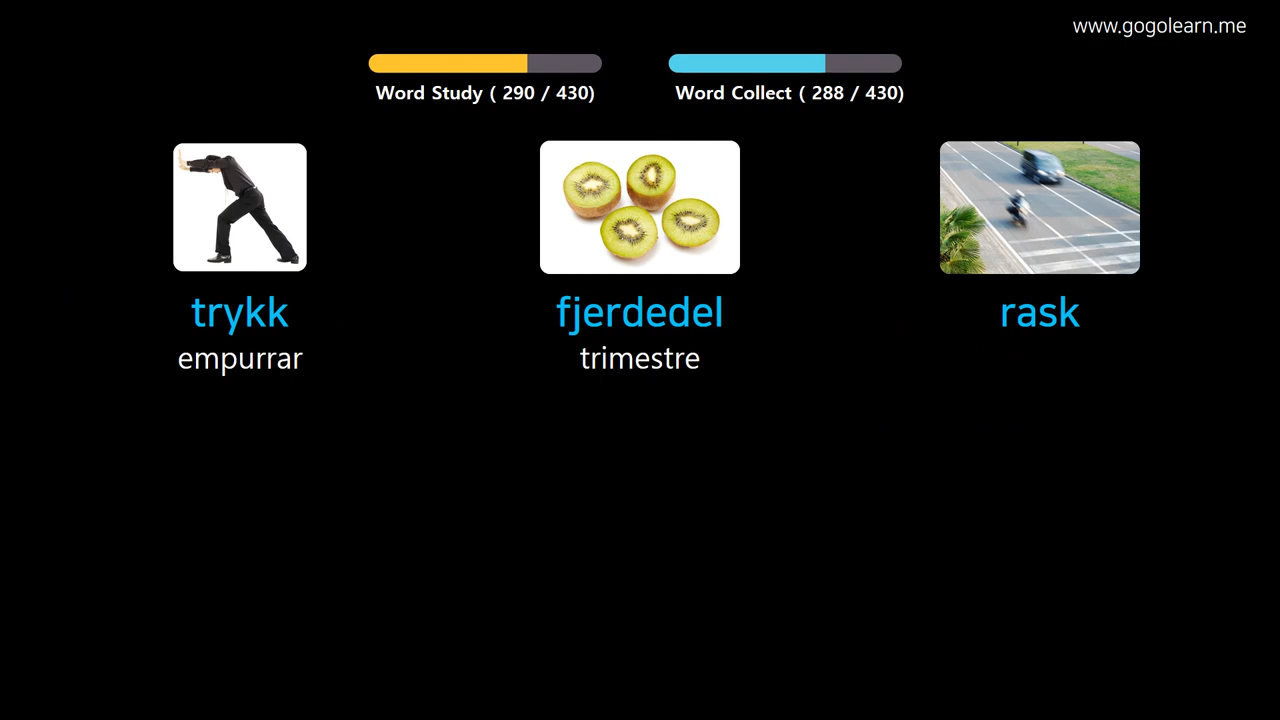 www.gogolearn.me
Word Study ( 290 / 430)
Word Collect ( 288 / 430)
trykk
fjerdedel
rask
empurrar
trimestre